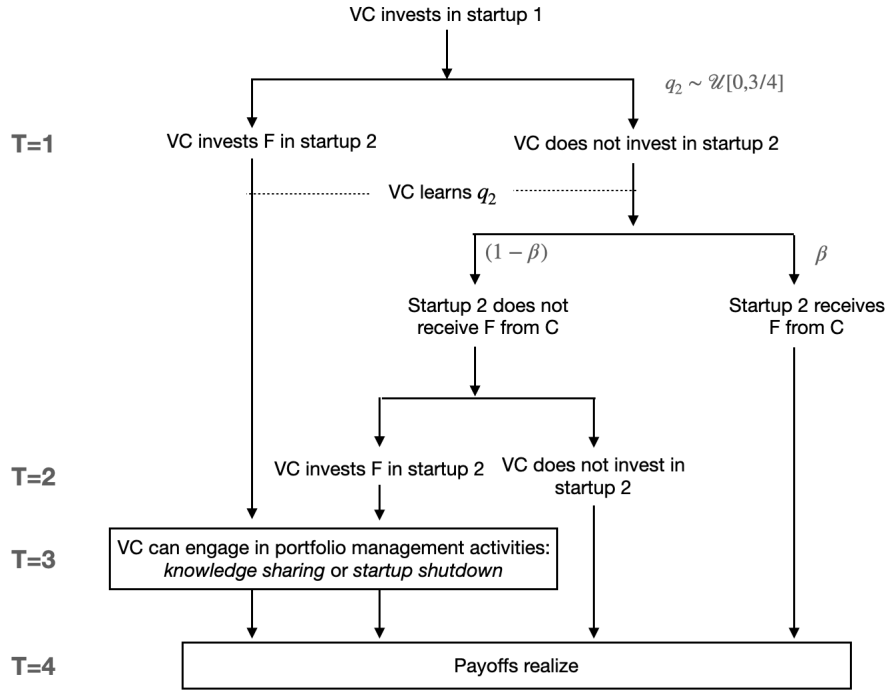 VC invests in startup 1
q₂ ~ 𝒰[0,3/4]
T=1
VC invests F in startup 2
VC does not invest in startup 2
VC learns q₂
(1 − β)
β
Startup 2 does not
receive F from C
Startup 2 receives
F from C
T=2
VC invests F in startup 2
VC does not invest in
startup 2
T=3
VC can engage in portfolio management activities:
knowledge sharing or startup shutdown
T=4
Payoffs realize